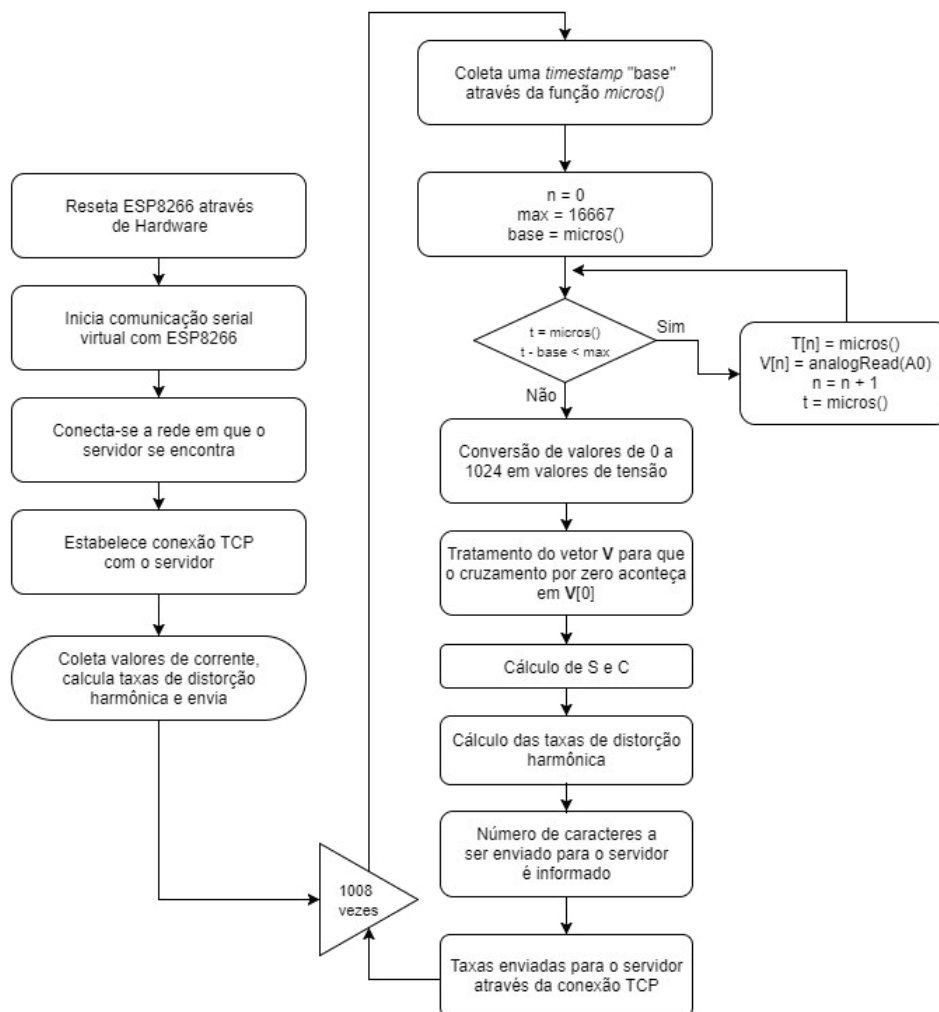 Reseta ESP8266 através
de Hardware
Inicia comunicação serial
virtual com ESP8266
Conecta-se a rede em que o
servidor se encontra
Estabelece conexão TCP
com o servidor
Coleta valores de corrente,
calcula taxas de distorção
harmônica e envia
1008
vezes
Coleta uma timestamp "base"
através da função micros()
n = 0
max = 16667
base = micros()
t = micros()
t - base < max
Sim
T[n] = micros()
V[n] = analogRead(A0)
n = n + 1
t = micros()
Não
Conversão de valores de 0 a
1024 em valores de tensão
Tratamento do vetor V para que
o cruzamento por zero aconteça
em V[0]
Cálculo de S e C
Cálculo das taxas de distorção
harmônica
Número de caracteres a
ser enviado para o servidor
é informado
Taxas enviadas para o servidor
através da conexão TCP